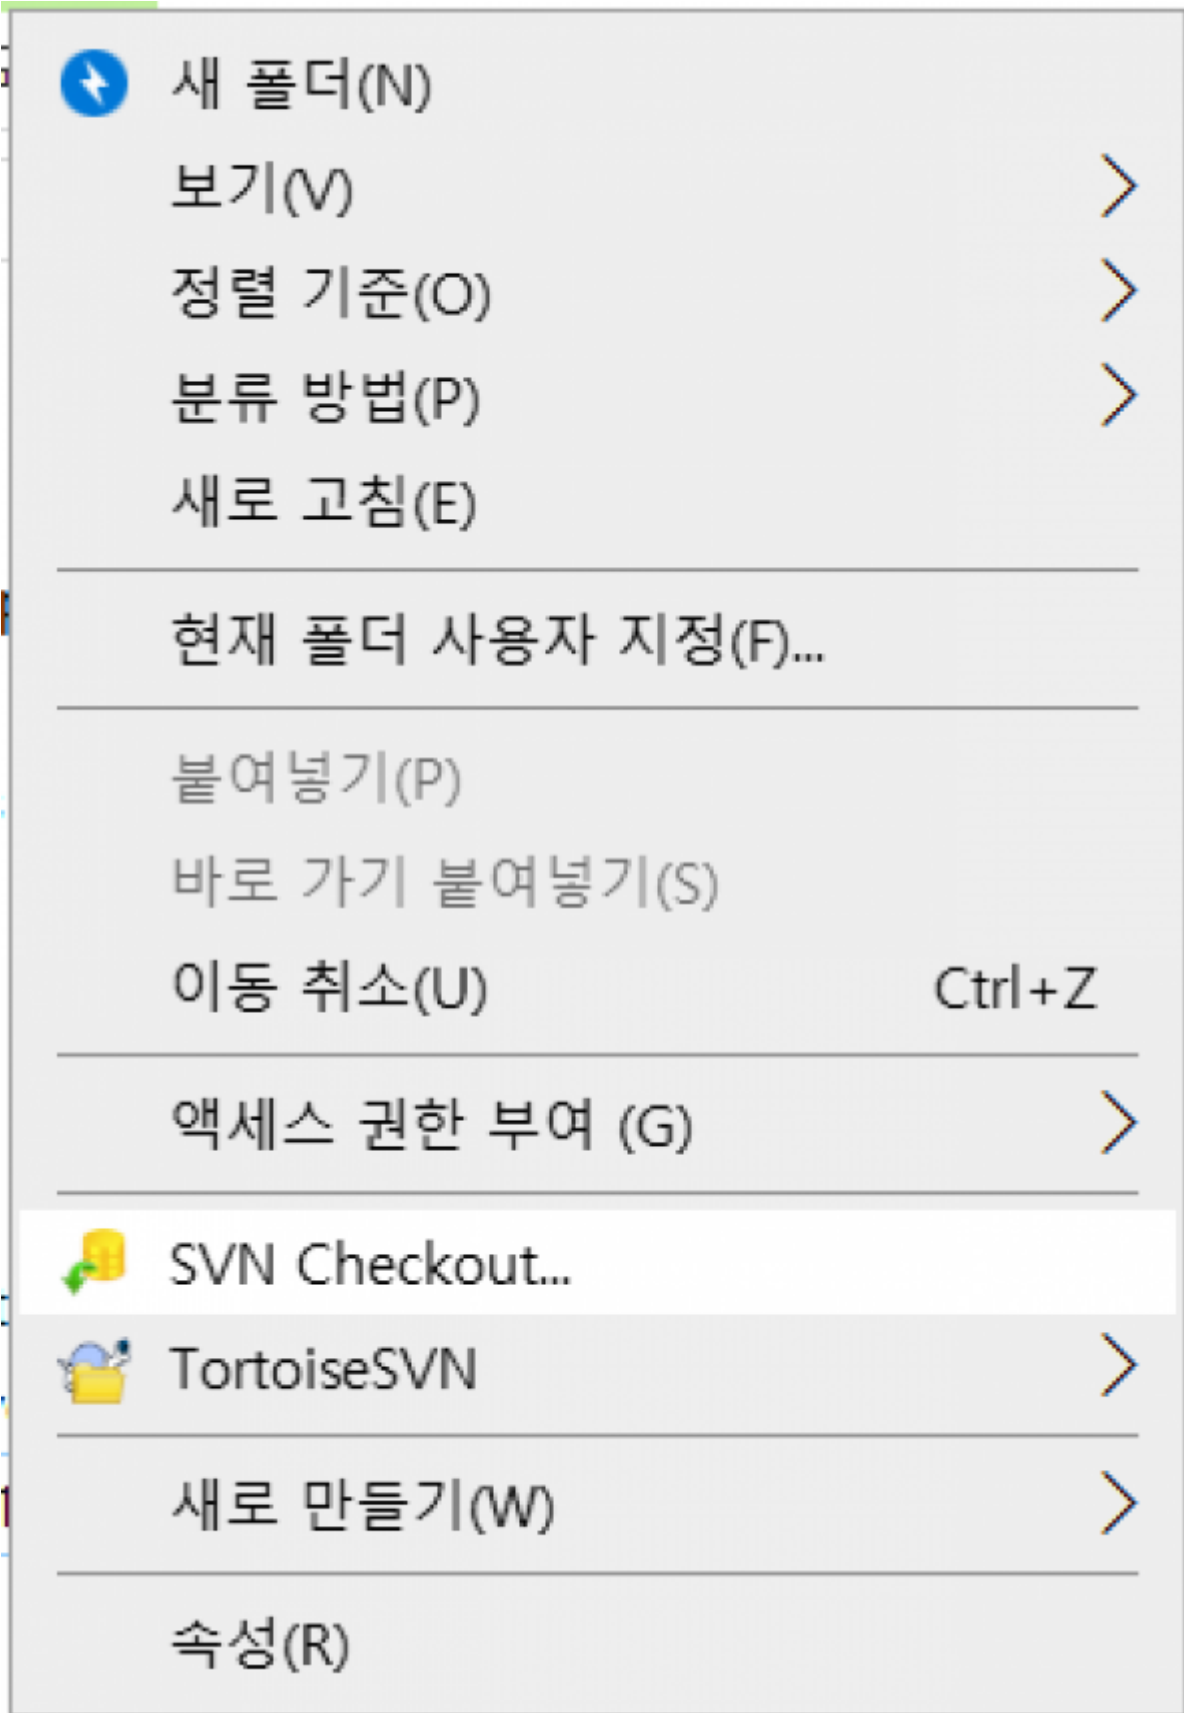 새 폴더(N)
보기(V)
정렬 기준(O)
분류 방법(P)
새로 고침(E)
현재 폴더 사용자 지정(F)...
붙여넣기(P)
바로 가기 붙여넣기(S)
이동 취소(U) Ctrl+Z
액세스 권한 부여 (G)
SVN Checkout...
TortoiseSVN
새로 만들기(W)
속성(R)